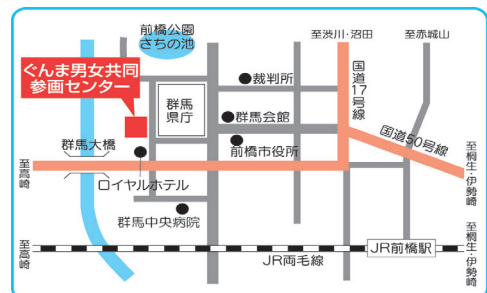 前橋公園
さちの池
至渋川・沼田
至赤城山
ぐんま男女共同
参画センター
裁判所
国道17号線
群馬
県庁
群馬会館
群馬大橋
前橋市役所
国道50号線
至高崎
至桐生・伊勢崎
ロイヤルホテル
群馬中央病院
至高崎
JR前橋駅
至桐生・伊勢崎
JR両毛線